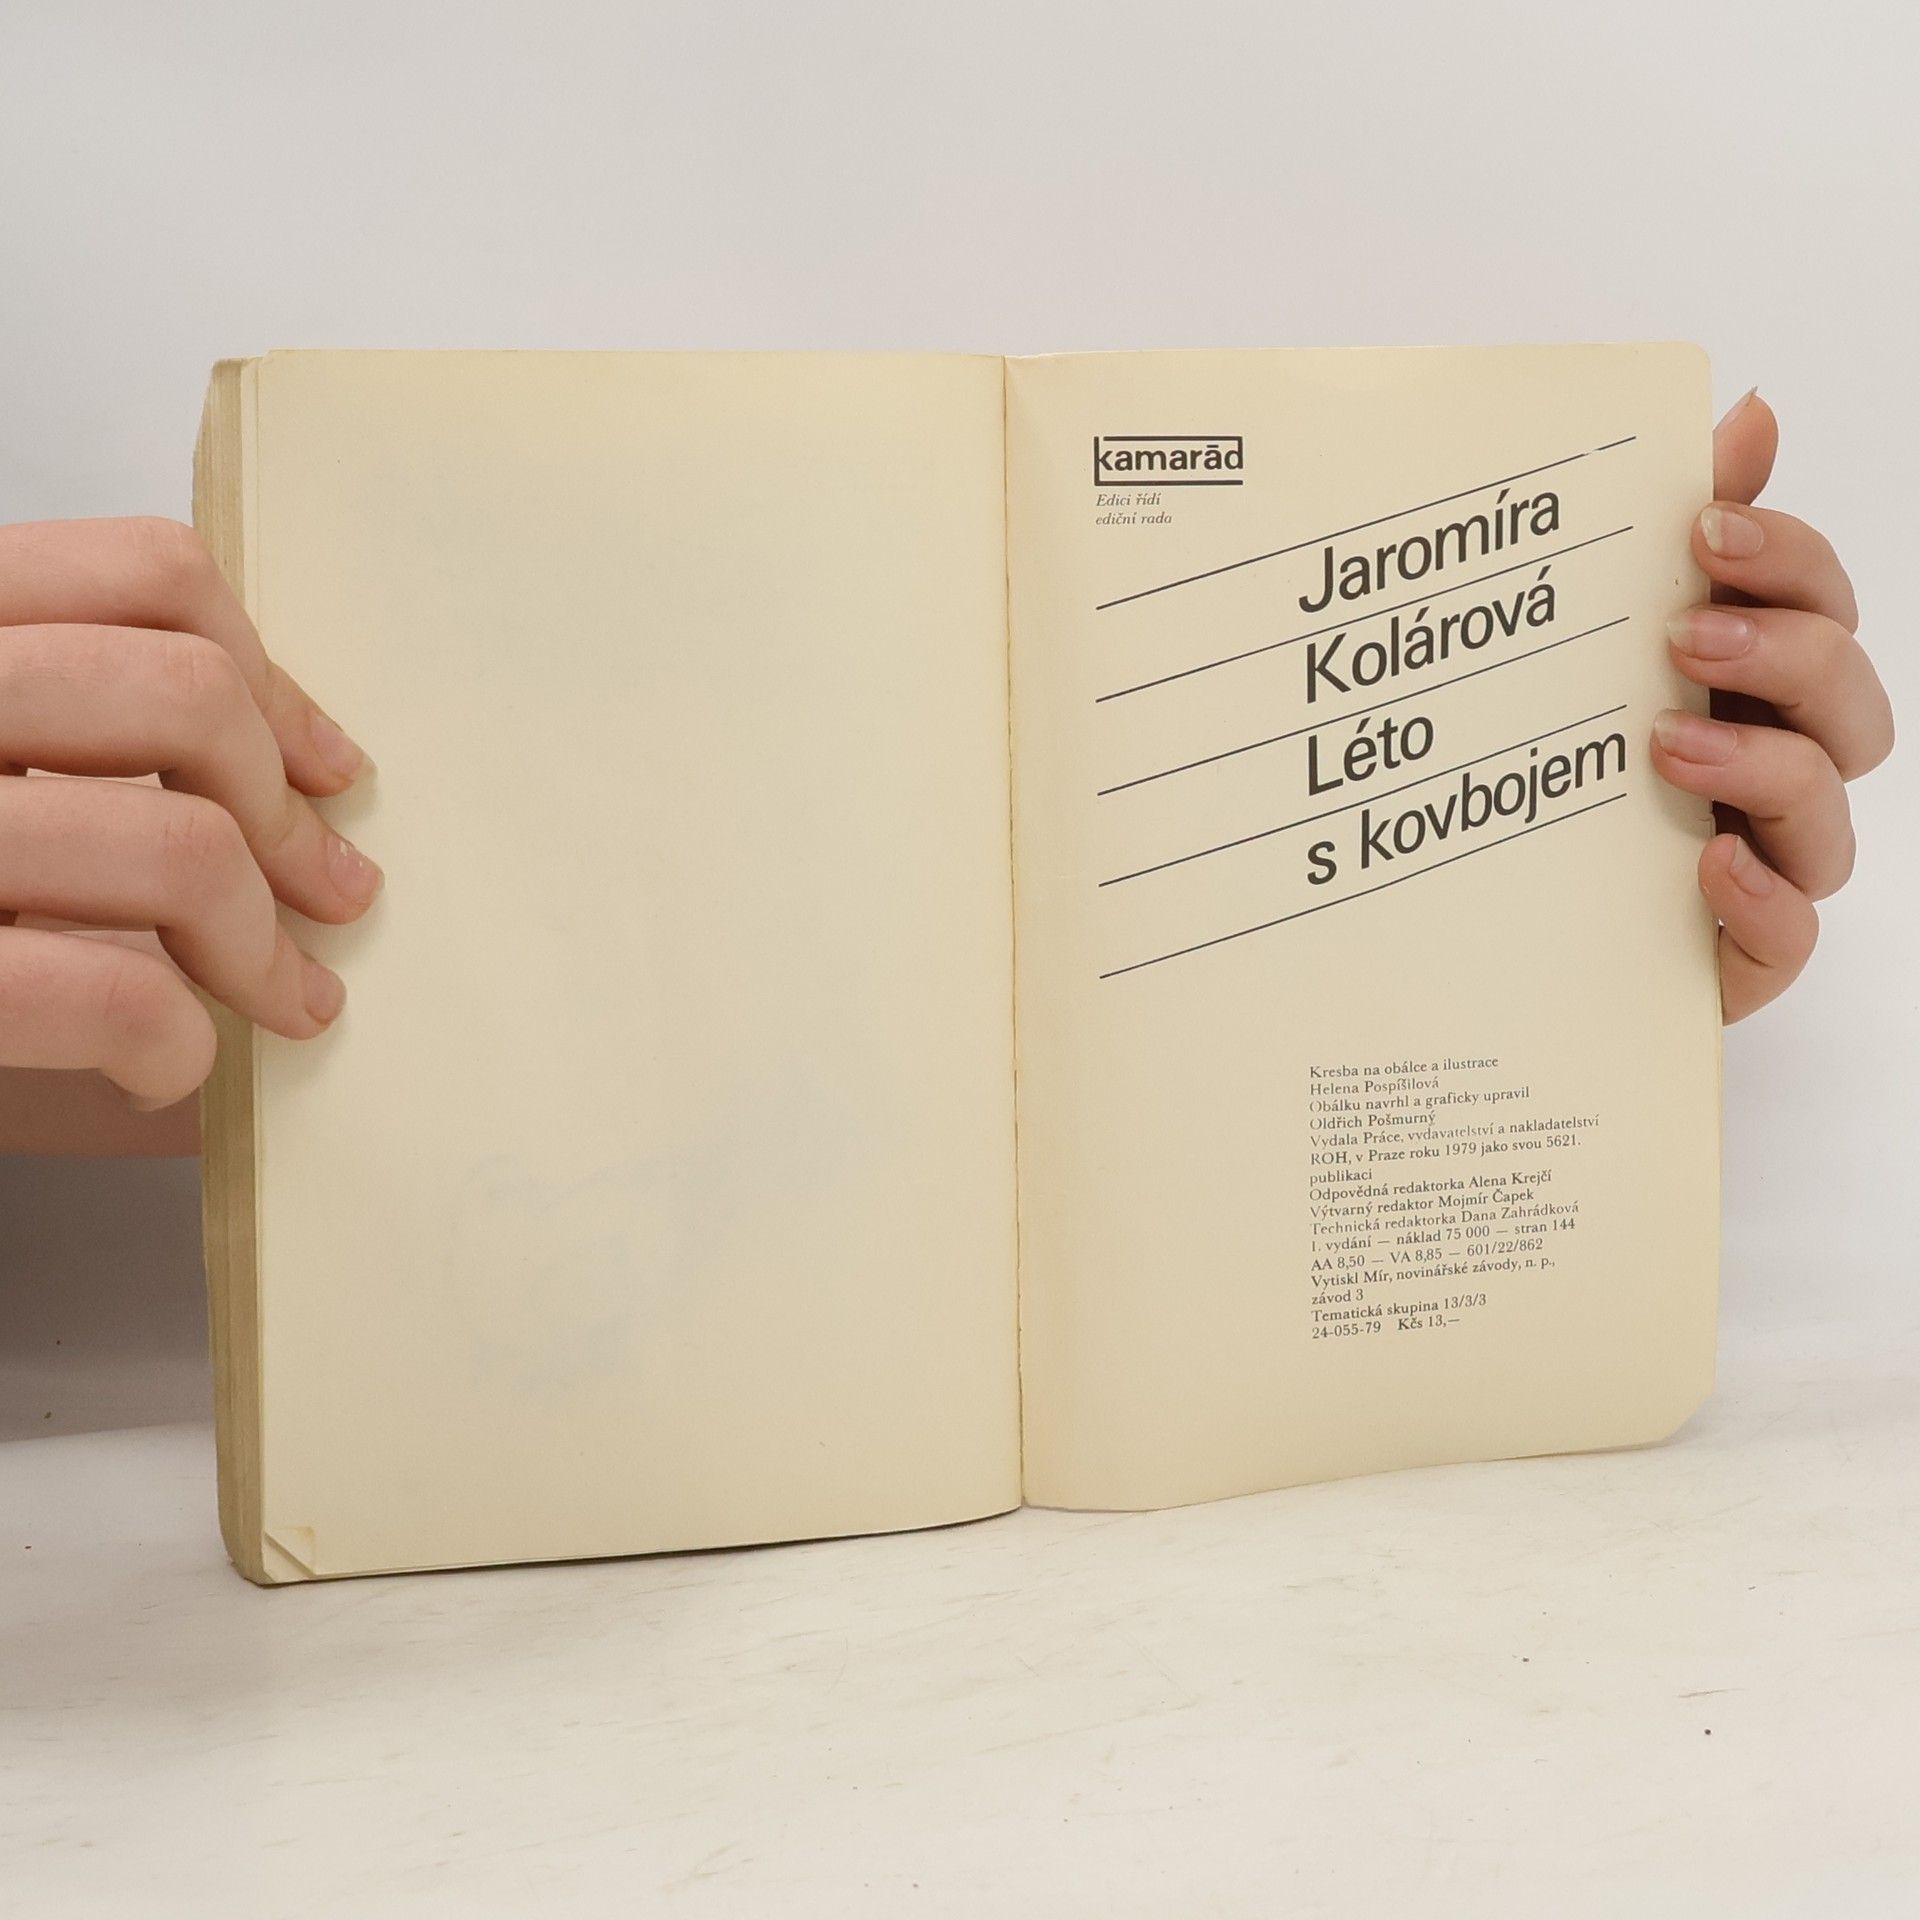 kamarād
Edici řídí
ediční rada
Jaromíra
Kolárová
Léto
s kovbojem
Kresba na obálce a ilustrace
Helena Pospíšilová
Obálku navrhl a graficky upravil
Oldřich Pošmurný
Vydala Práce, vydavatelství a nakladatelství
ROH, v Praze roku 1979 jako svou 5621.
publikaci
Odpovědná redaktorka Alena Krejčí
Výtvarný redaktor Mojmír Čapek
Technická redaktorka Dana Zahrádková
1. vydání — náklad 75 000 — stran 144
AA 8,50 — VA 8,85 — 601/22/862
Vytiskl Mír, novinářské závody, n. p.,
závod 3
Tematická skupina 13/3/3
24-055-79 Kčs 13,—